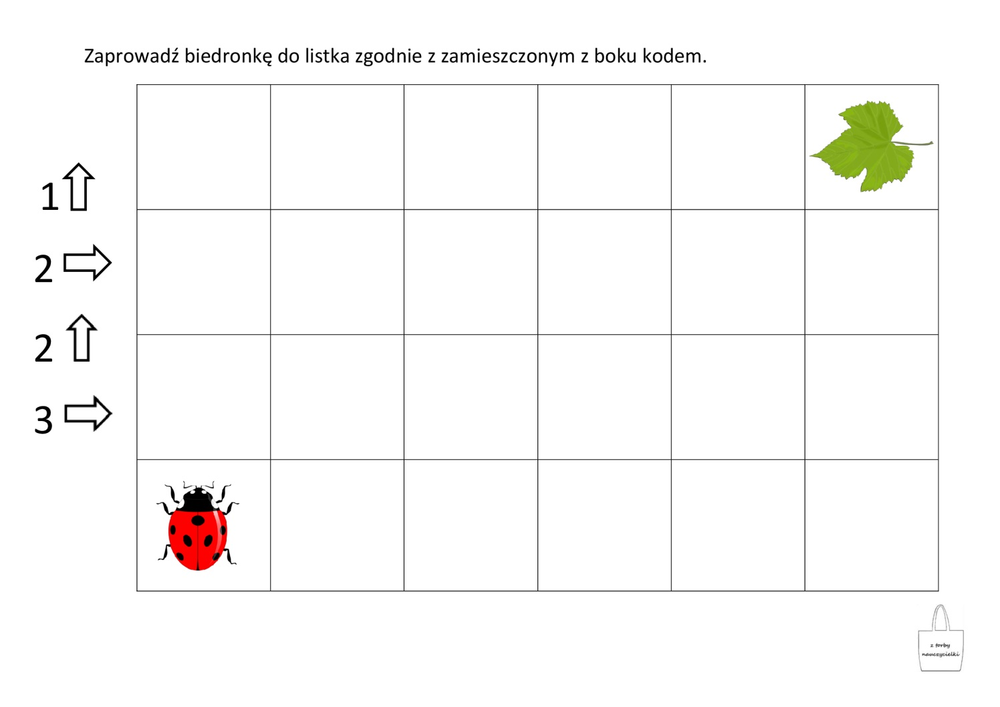 Zaprowadź biedronkę do listka zgodnie z zamieszczonym z boku kodem.
1
2
2
3
z torby
nauczycielki